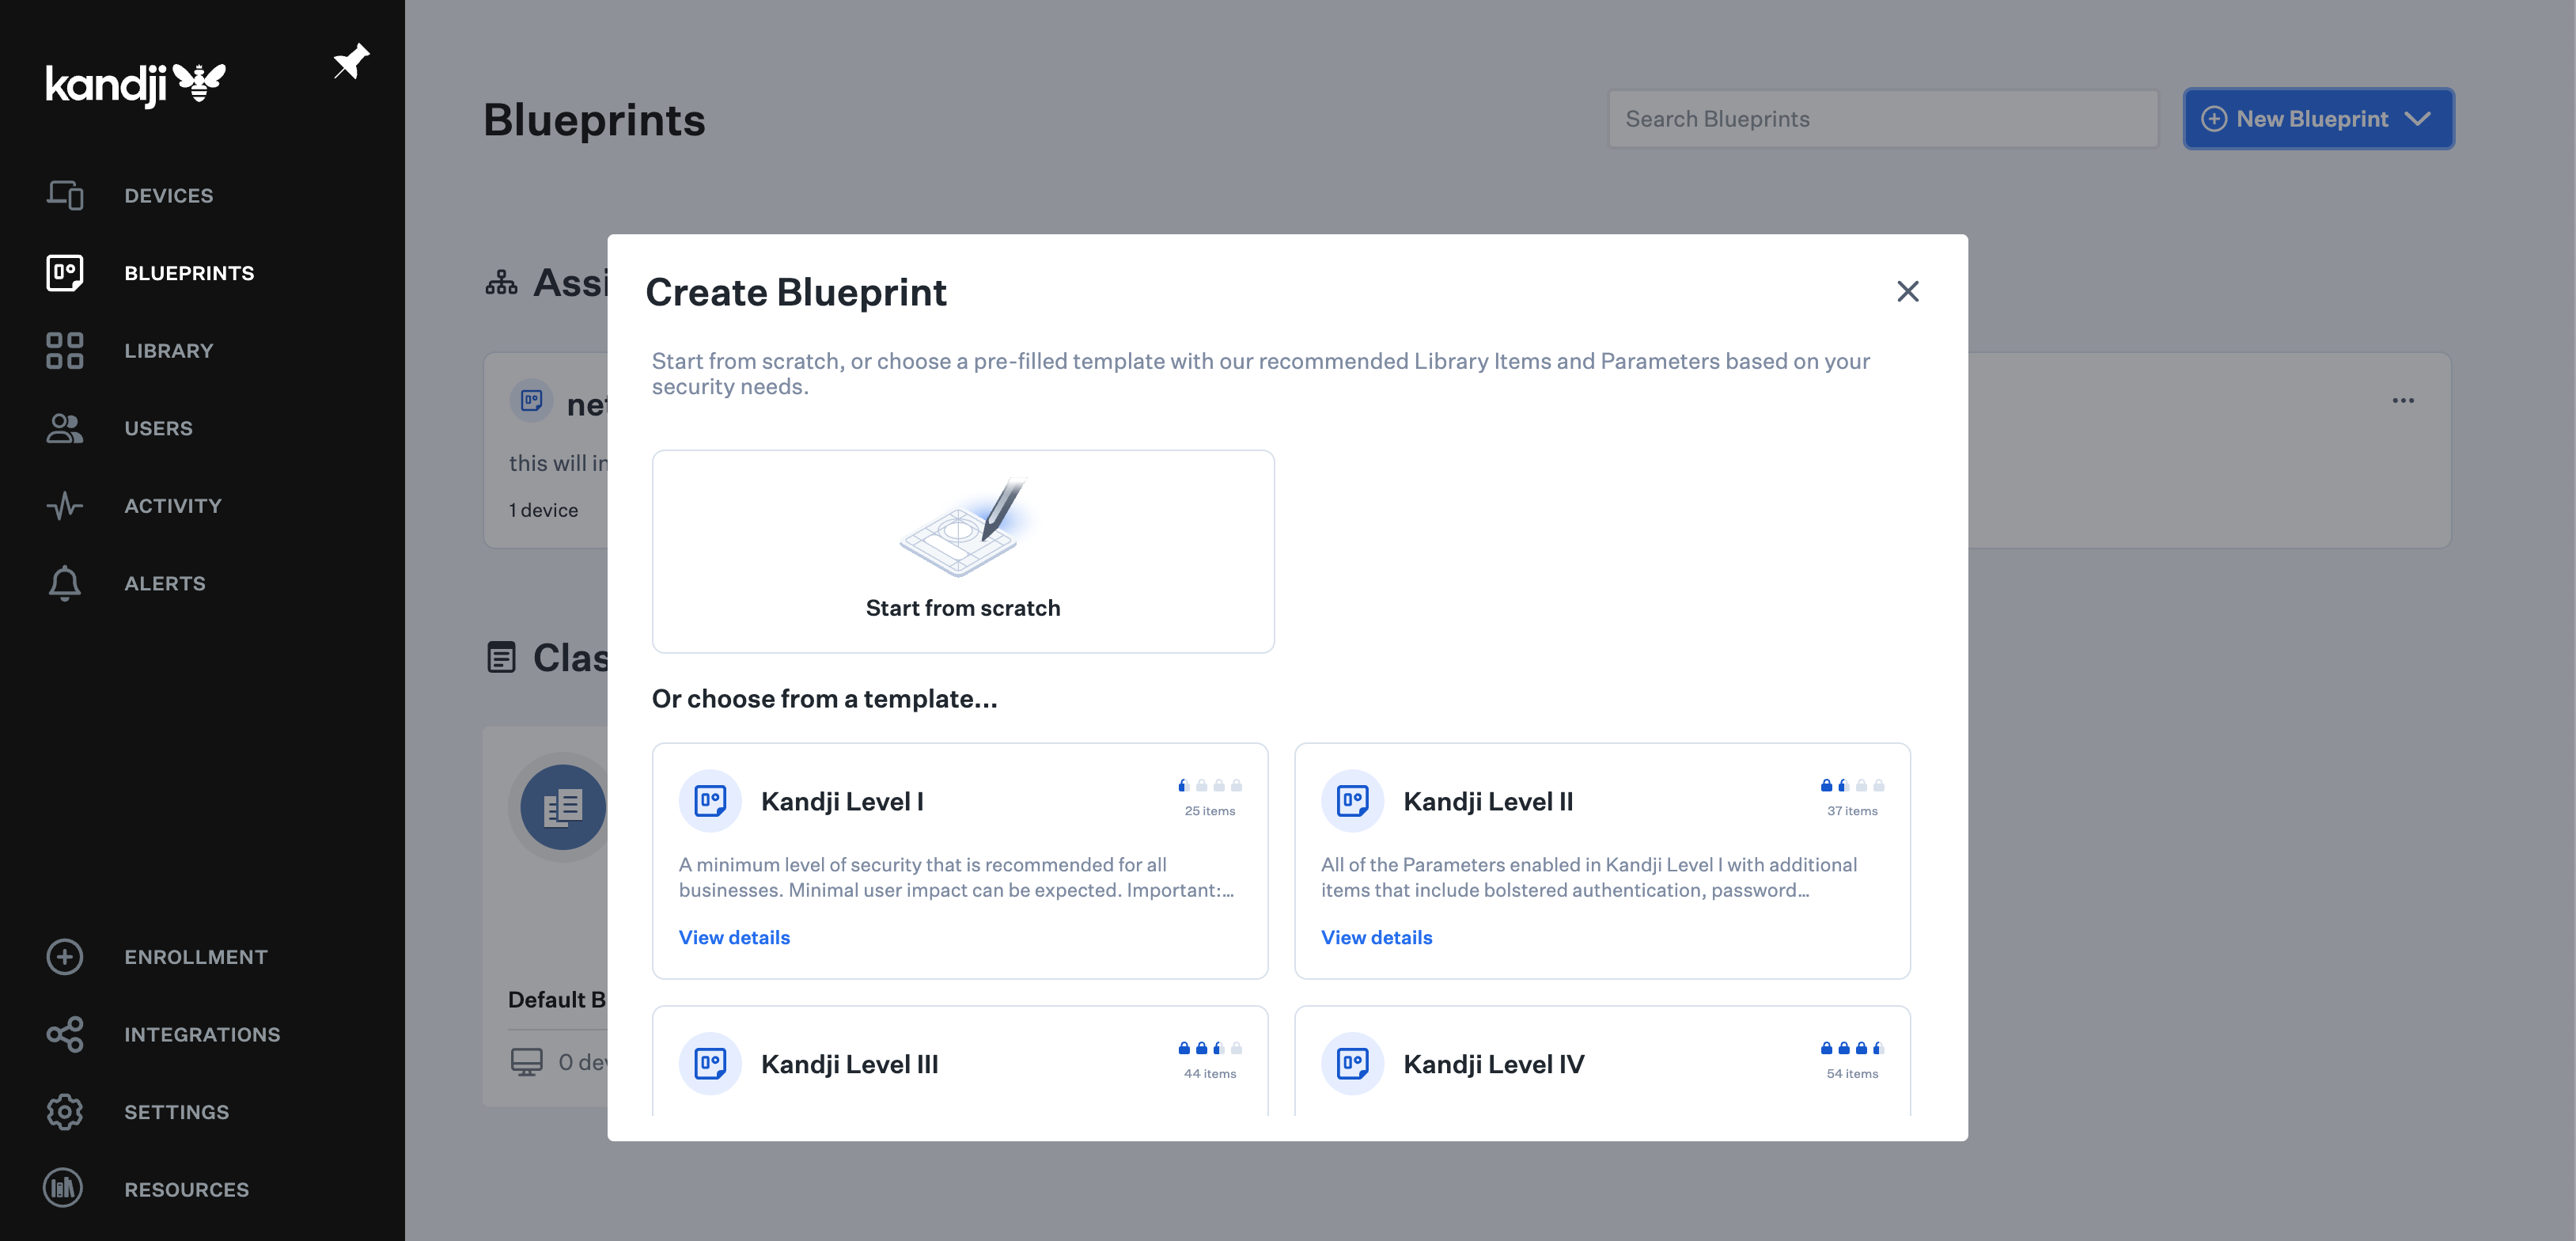 kandji
DEVICES
BLUEPRINTS
LIBRARY
USERS
ACTIVITY
ALERTS
ENROLLMENT
INTEGRATIONS
SETTINGS
RESOURCES
Blueprints
Search Blueprints
New Blueprint
Assi
net
this will in
1 device
Clas
Default B
0 dev
Create Blueprint
Start from scratch, or choose a pre-filled template with our recommended Library Items and Parameters based on your
security needs.
Start from scratch
Or choose from a template...
Kandji Level I
25 items
A minimum level of security that is recommended for all
businesses. Minimal user impact can be expected. Important:...
View details
Kandji Level II
37 items
All of the Parameters enabled in Kandji Level I with additional
items that include bolstered authentication, password...
View details
Kandji Level III
44 items
Kandji Level IV
54 items